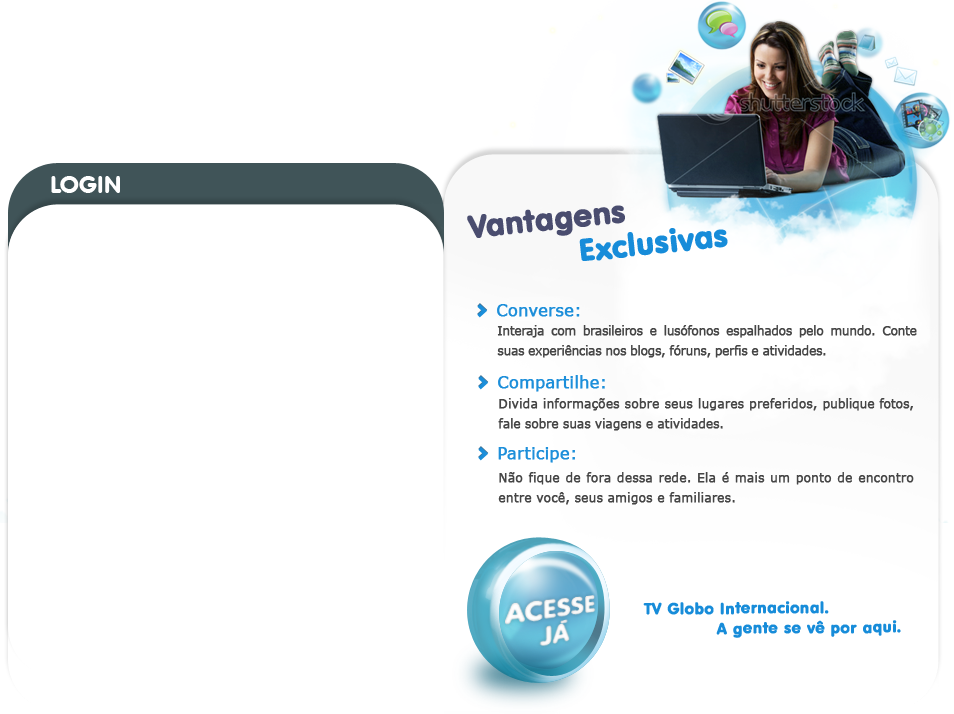 shutterstock
LOGIN
Vantagens
Exclusivas
Converse:
Interaja com brasileiros e lusófonos espalhados pelo mundo. Conte
suas experiências nos blogs, fóruns, perfis e atividades.
Compartilhe:
Divida informações sobre seus lugares preferidos, publique fotos,
fale sobre suas viagens e atividades.
Participe:
Não fique de fora dessa rede. Ela é mais um ponto de encontro
entre você, seus amigos e familiares.
ACESSE
JÁ
TV Globo Internacional.
A gente se vê por aqui.